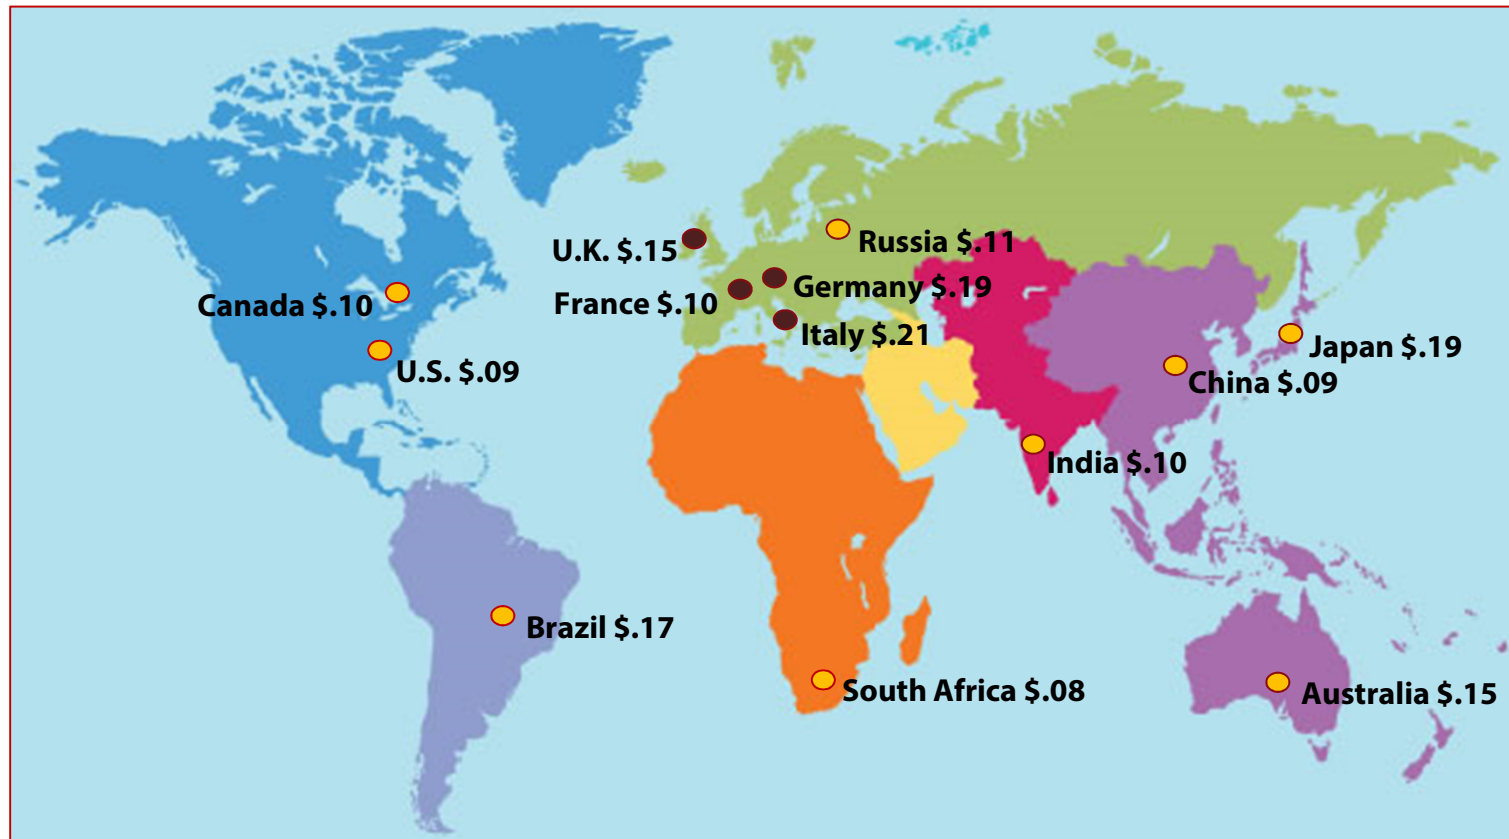 U.K. $.15
Russia $.11
Canada $.10
France $.10
Germany $.19
Italy $.21
U.S. $.09
Japan $.19
China $.09
India $.10
Brazil $.17
South Africa $.08
Australia $.15